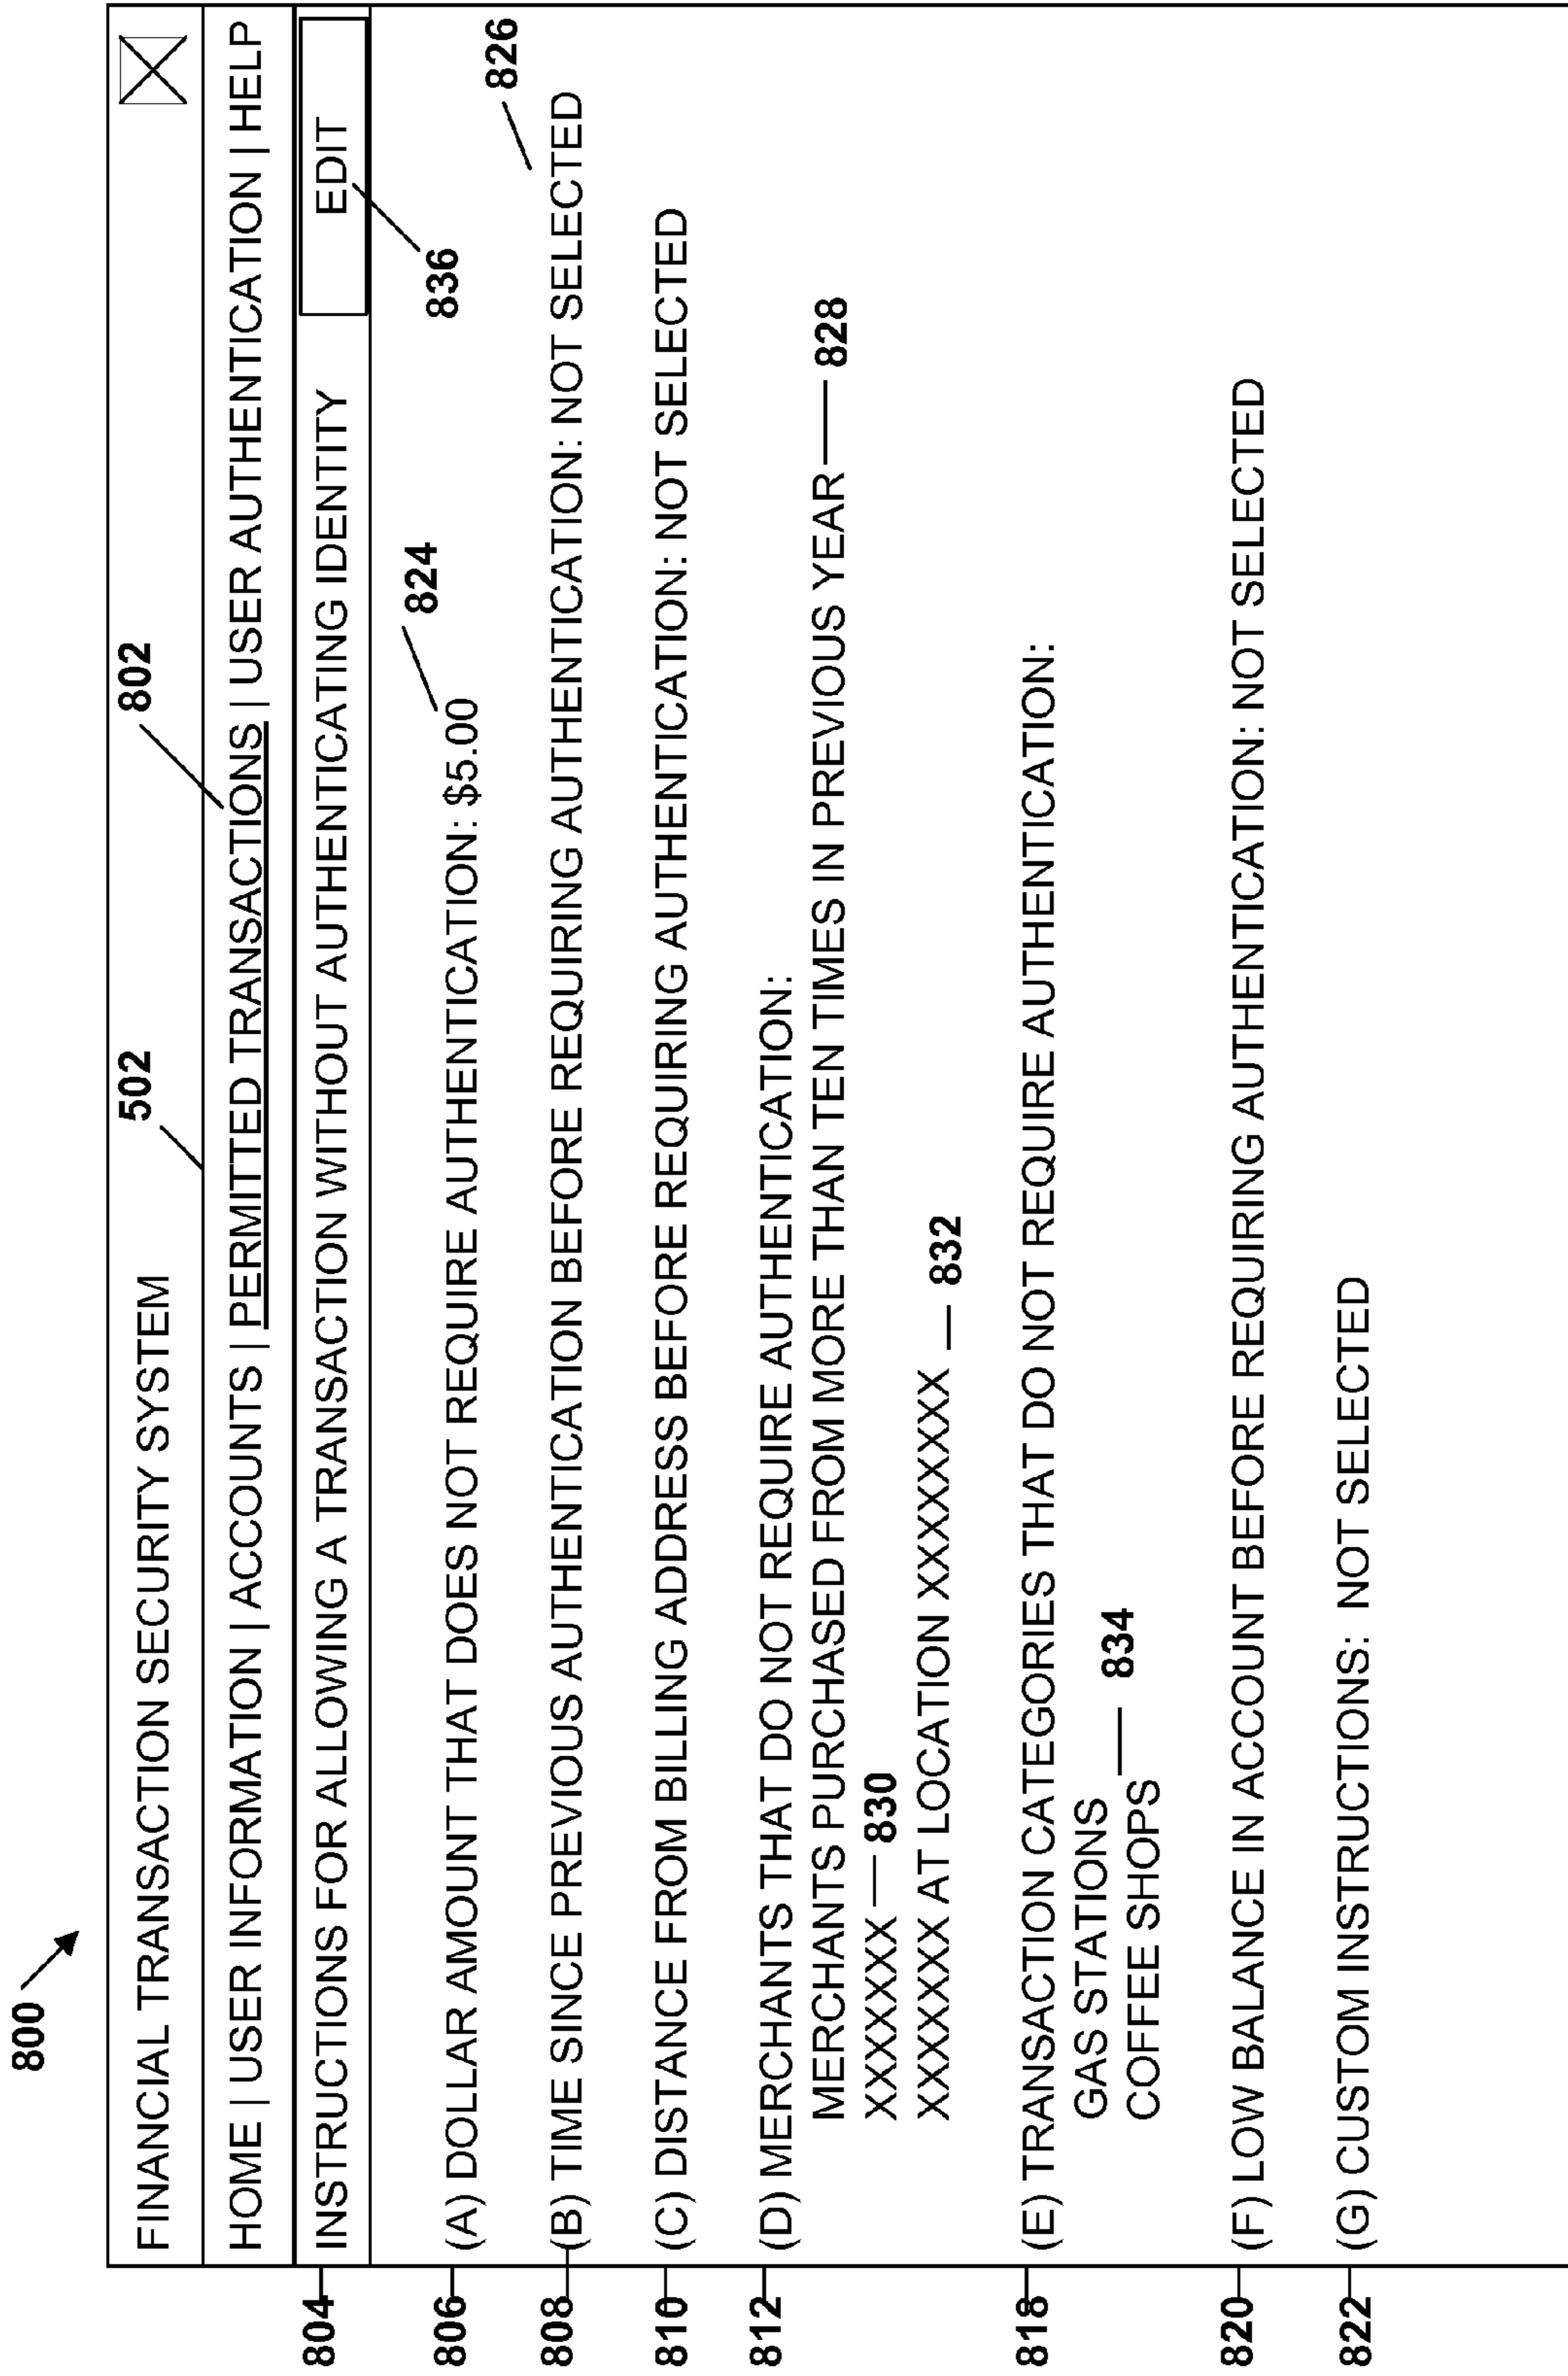 800
502
802
FINANCIAL TRANSACTION SECURITY SYSTEM
HOME | USER INFORMATION | ACCOUNTS | PERMITTED TRANSACTIONS | USER AUTHENTICATION | HELP
804 INSTRUCTIONS FOR ALLOWING A TRANSACTION WITHOUT AUTHENTICATING IDENTITY EDIT
824
836
806 (A) DOLLAR AMOUNT THAT DOES NOT REQUIRE AUTHENTICATION: $5.00
826
808 (B) TIME SINCE PREVIOUS AUTHENTICATION BEFORE REQUIRING AUTHENTICATION: NOT SELECTED
810 (C) DISTANCE FROM BILLING ADDRESS BEFORE REQUIRING AUTHENTICATION: NOT SELECTED
812 (D) MERCHANTS THAT DO NOT REQUIRE AUTHENTICATION:
MERCHANTS PURCHASED FROM MORE THAN TEN TIMES IN PREVIOUS YEAR 828
XXXXXXX 830
XXXXXXX AT LOCATION XXXXXXXXX 832
818 (E) TRANSACTION CATEGORIES THAT DO NOT REQUIRE AUTHENTICATION:
GAS STATIONS
834
COFFEE SHOPS
820 (F) LOW BALANCE IN ACCOUNT BEFORE REQUIRING AUTHENTICATION: NOT SELECTED
822 (G) CUSTOM INSTRUCTIONS: NOT SELECTED